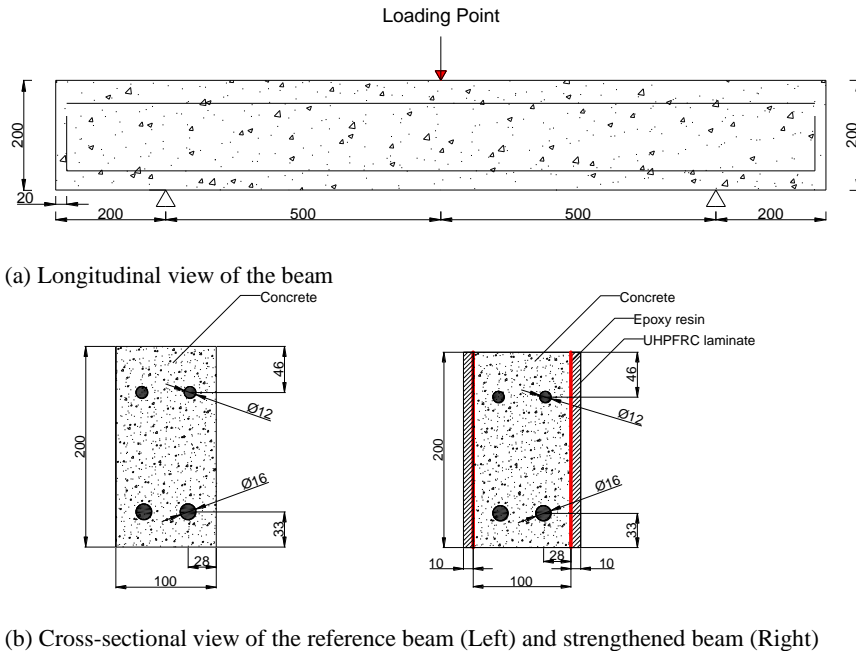 Loading Point
200
200
20
200
500
500
200
(a) Longitudinal view of the beam
Concrete
46
Ø12
200
Ø16
33
28
100
Concrete
Epoxy resin
UHPFRC laminate
46
Ø12
200
Ø16
33
28
10
100
10
(b) Cross-sectional view of the reference beam (Left) and strengthened beam (Right)